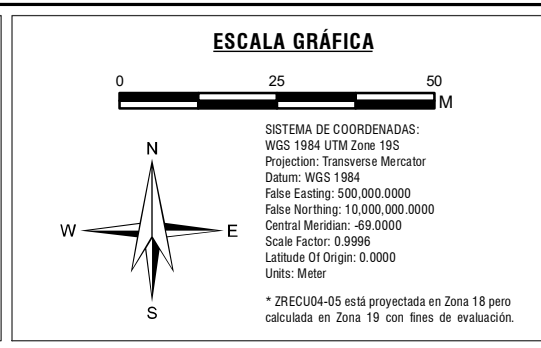 ESCALA GRÁFICA
0 25 50
M
SISTEMA DE COORDENADAS:
WGS 1984 UTM Zone 19S
Projection: Transverse Mercator
Datum: WGS 1984
False Easting: 500,000.0000
False Northing: 10,000,000.0000
Central Meridian: -69.0000
Scale Factor: 0.9996
Latitude Of Origin: 0.0000
Units: Meter
* ZRECU04-05 está proyectada en Zona 18 pero
calculada en Zona 19 con fines de evaluación.
N
W E
S